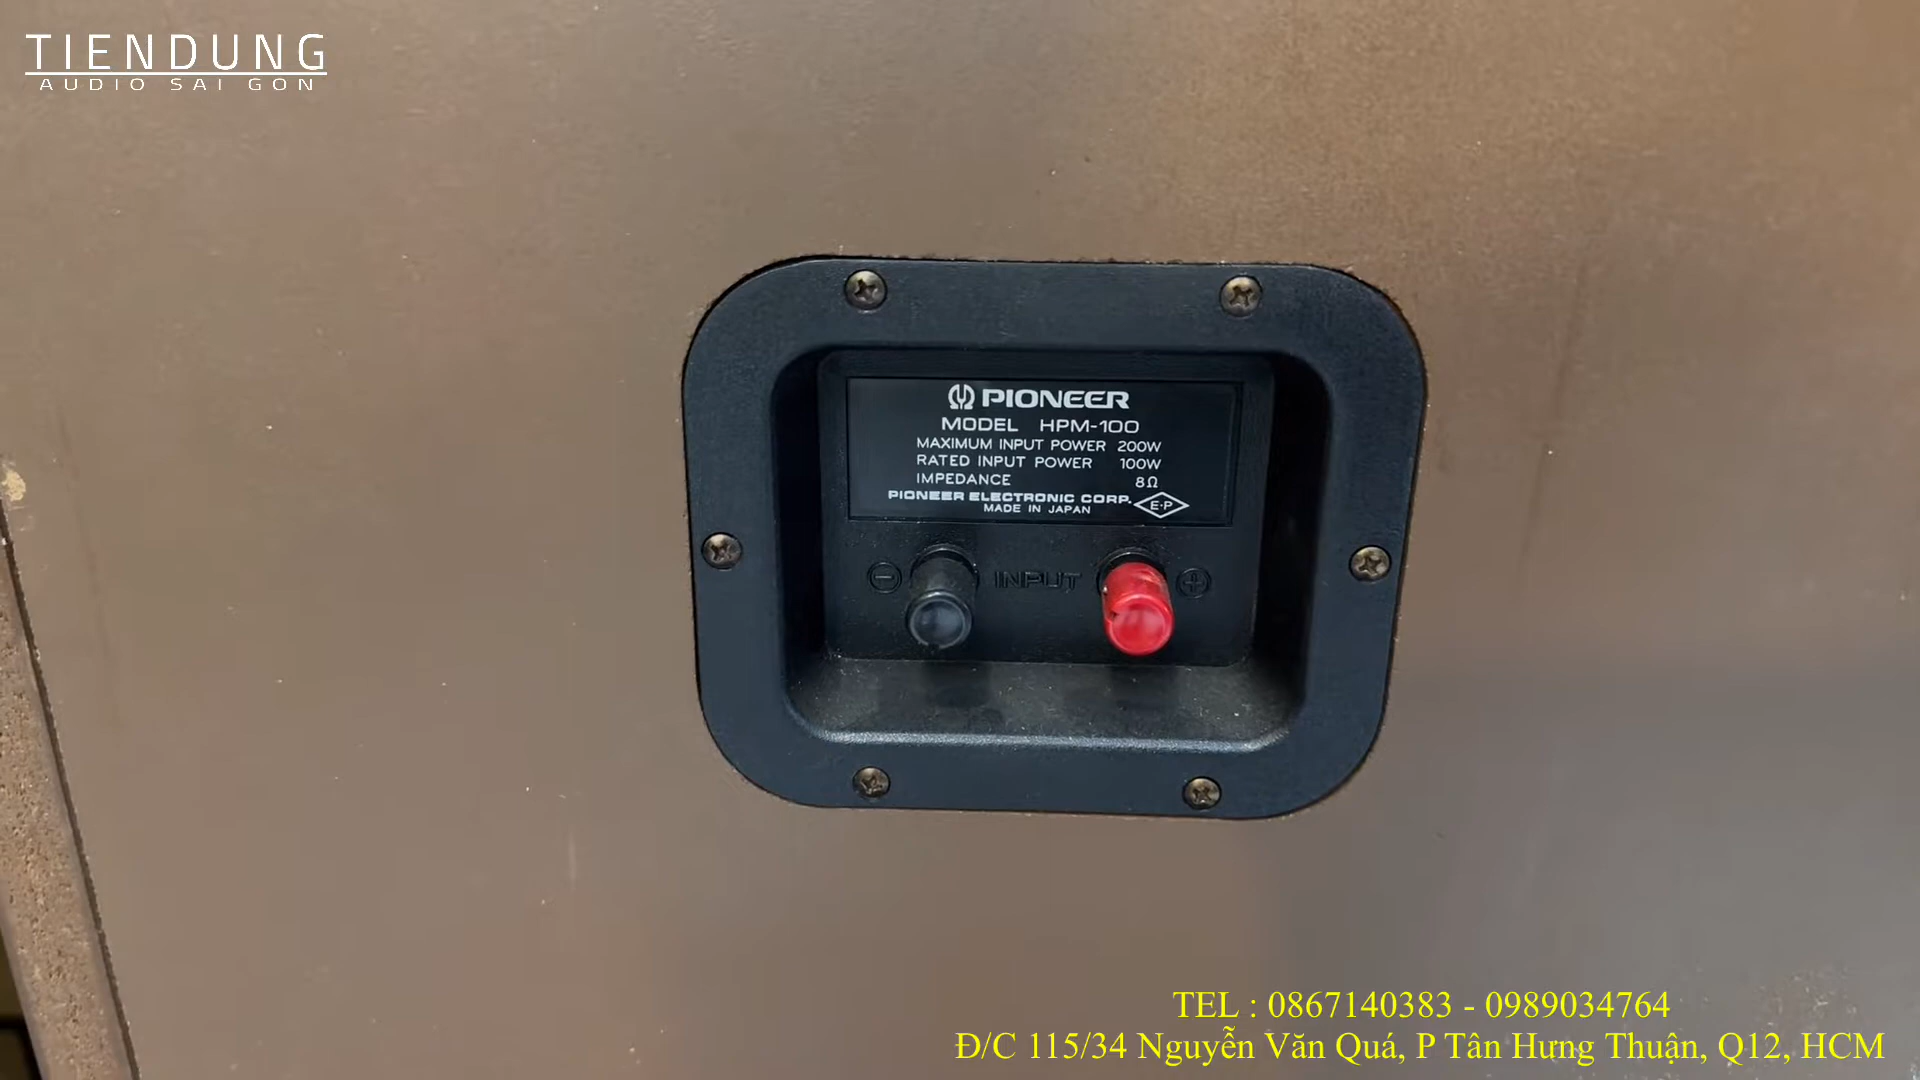 TIENDUNG
AUDIO SAI GON
PIONEER
MODEL HPM-100
MAXIMUM INPUT POWER 200W
RATED INPUT POWER 100W
IMPEDANCE 8Ω
PIONEER ELECTRONIC CORP.
MADE IN JAPAN
E·P
INPUT
TEL : 0867140383 - 0989034764
Đ/C 115/34 Nguyễn Văn Quá, P Tân Hưng Thuận, Q12, HCM